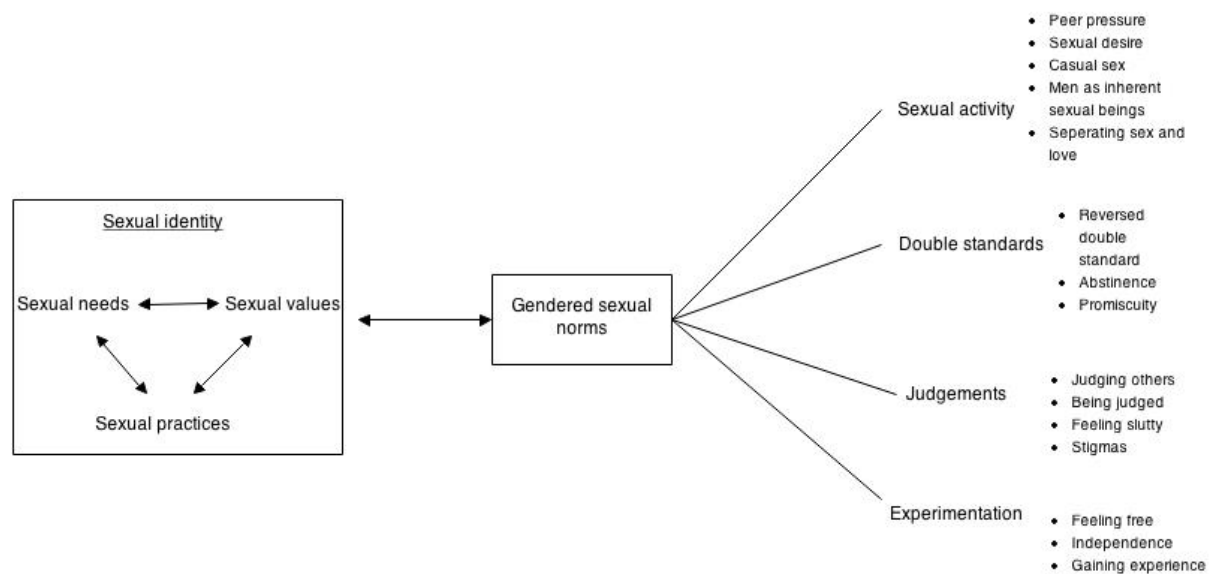 Sexual identity
Sexual needs
Sexual values
Sexual practices
Gendered sexual
norms
Sexual activity
• Peer pressure
• Sexual desire
• Casual sex
• Men as inherent
sexual beings
• Seperating sex and
love
Double standards
• Reversed
double
standard
• Abstinence
• Promiscuity
Judgements
• Judging others
• Being judged
• Feeling slutty
• Stigmas
Experimentation
• Feeling free
• Independence
• Gaining experience